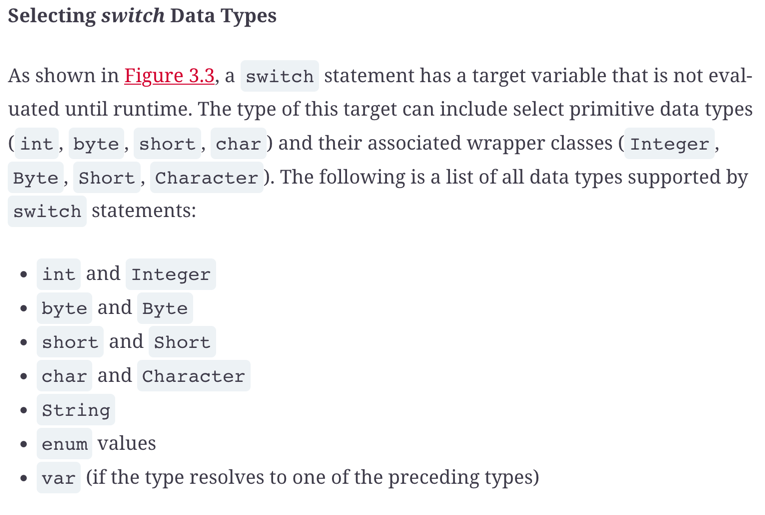 Selecting switch Data Types
As shown in Figure 3.3, a switch statement has a target variable that is not eval-
uated until runtime. The type of this target can include select primitive data types
(int, byte, short, char) and their associated wrapper classes (Integer,
Byte, Short, Character). The following is a list of all data types supported by
switch statements:
• int and Integer
• byte and Byte
• short and Short
• char and Character
• String
• enum values
• var (if the type resolves to one of the preceding types)